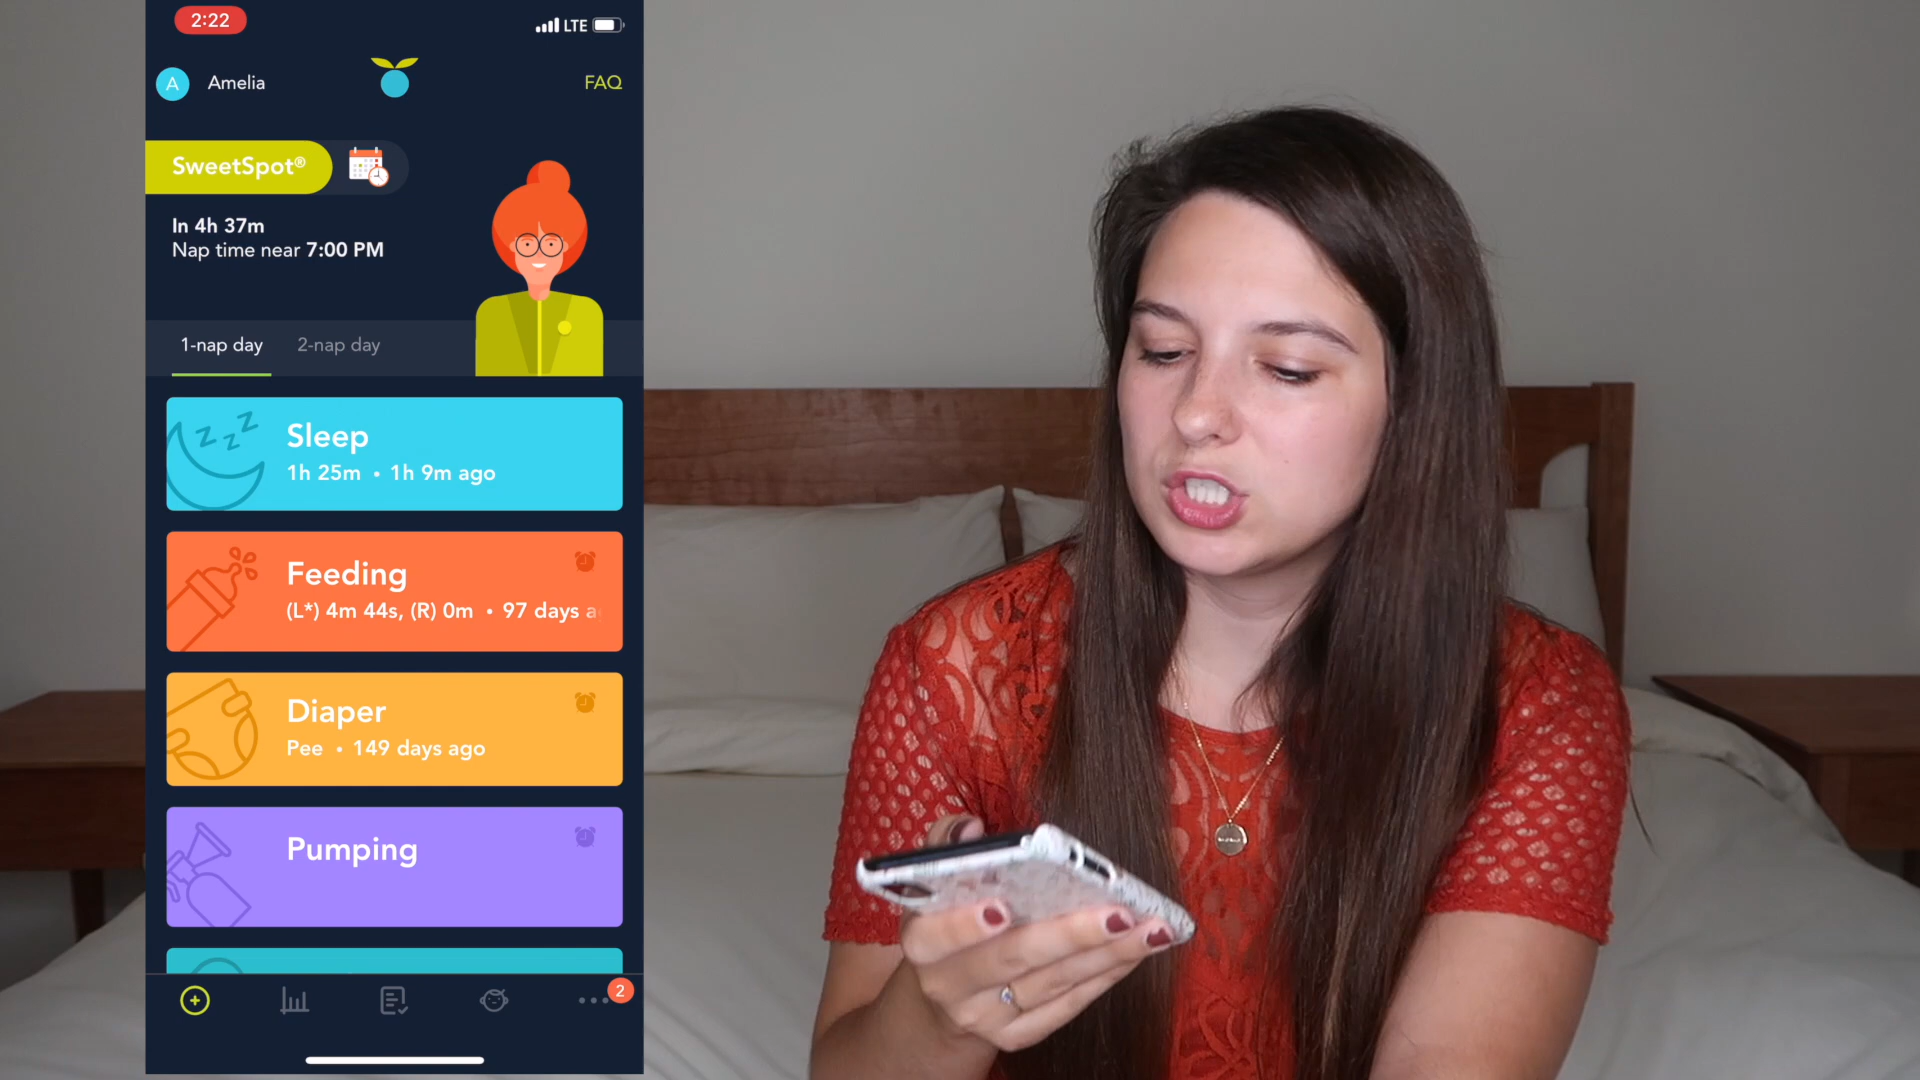 2:22
LTE
A Amelia
FAQ
SweetSpot®
In 4h 37m
Nap time near 7:00 PM
1-nap day
2-nap day
Sleep
1h 25m • 1h 9m ago
Feeding
(L*) 4m 44s, (R) 0m • 97 days a
Diaper
Pee • 149 days ago
Pumping
2